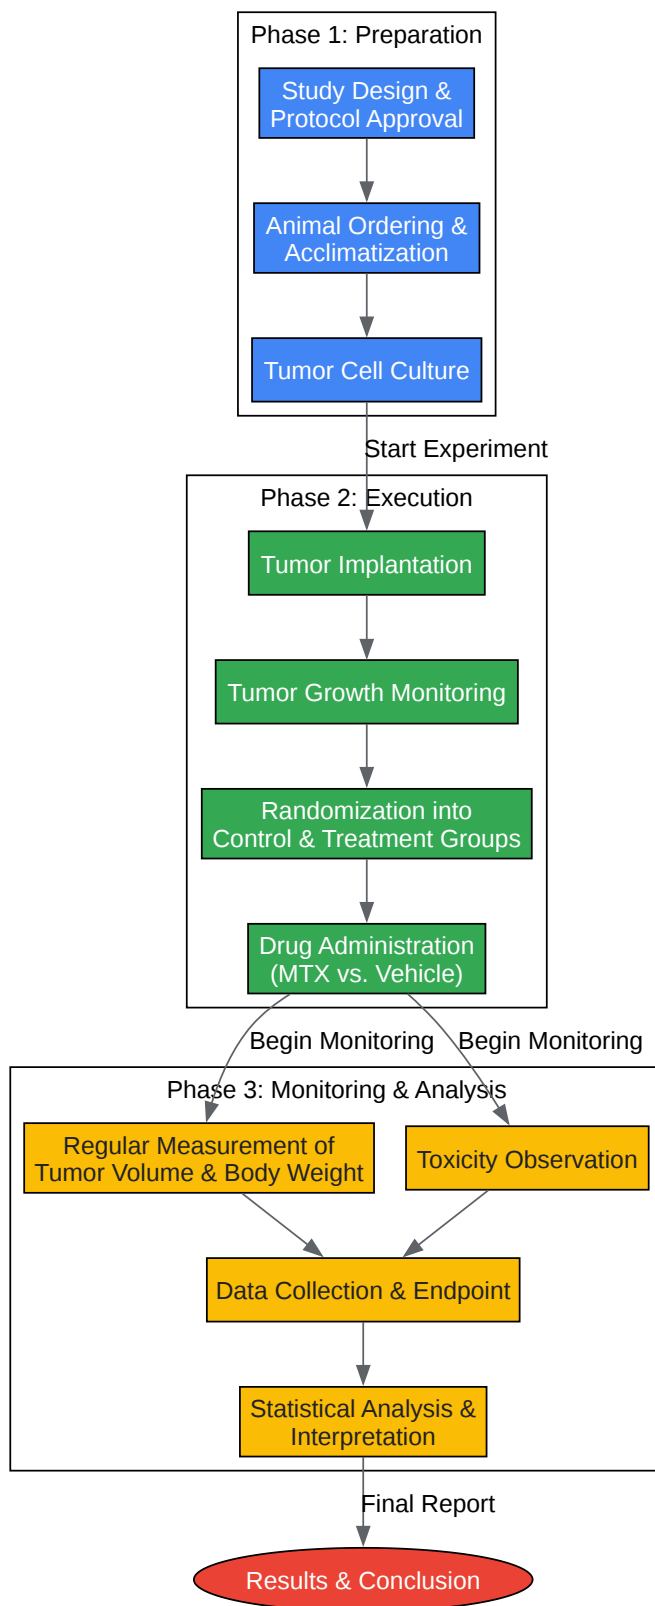 Phase 1: Preparation
Study Design &
Protocol Approval
Animal Ordering &
Acclimatization
Tumor Cell Culture
Start Experiment
Phase 2: Execution
Tumor Implantation
Tumor Growth Monitoring
Randomization into
Control & Treatment Groups
Drug Administration
(MTX vs. Vehicle)
Begin Monitoring
Begin Monitoring
Phase 3: Monitoring & Analysis
Regular Measurement of
Tumor Volume & Body Weight
Toxicity Observation
Data Collection & Endpoint
Statistical Analysis &
Interpretation
Final Report
Results & Conclusion